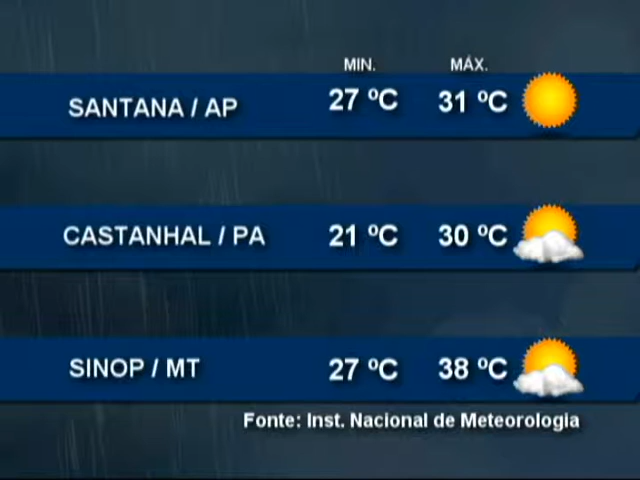 MIN. MÁX.
SANTANA / AP 27 ºC 31 ºC
CASTANHAL / PA 21 ºC 30 ºC
SINOP / MT 27 ºC 38 ºC
Fonte: Inst. Nacional de Meteorologia